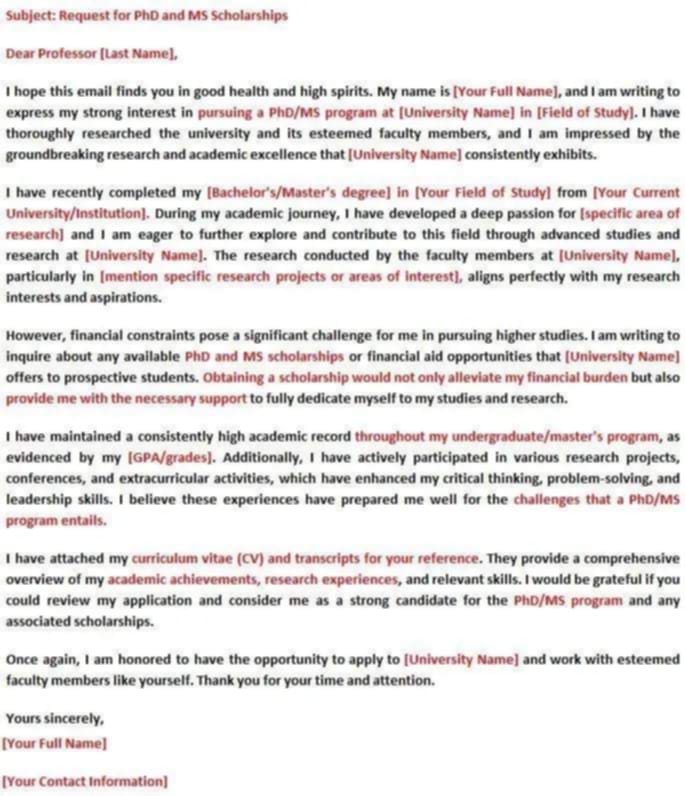 Subject: Request for PhD and MS Scholarships
Dear Professor [Last Name],
I hope this email finds you in good health and high spirits. My name is [Your Full Name], and I am writing to
express my strong interest in pursuing a PhD/MS program at [University Name] in [Field of Study]. I have
thoroughly researched the university and its esteemed faculty members, and I am impressed by the
groundbreaking research and academic excellence that [University Name] consistently exhibits.
I have recently completed my [Bachelor's/Master's degree] in [Your Field of Study] from [Your Current
University/Institution]. During my academic journey, I have developed a deep passion for [specific area of
research] and I am eager to further explore and contribute to this field through advanced studies and
research at [University Name]. The research conducted by the faculty members at [University Name],
particularly in [mention specific research projects or areas of interest], aligns perfectly with my research
interests and aspirations.
However, financial constraints pose a significant challenge for me in pursuing higher studies. I am writing to
inquire about any available PhD and MS scholarships or financial aid opportunities that [University Name]
offers to prospective students. Obtaining a scholarship would not only alleviate my financial burden but also
provide me with the necessary support to fully dedicate myself to my studies and research.
I have maintained a consistently high academic record throughout my undergraduate/master's program, as
evidenced by my [GPA/grades]. Additionally, I have actively participated in various research projects,
conferences, and extracurricular activities, which have enhanced my critical thinking, problem-solving, and
leadership skills. I believe these experiences have prepared me well for the challenges that a PhD/MS
program entails.
I have attached my curriculum vitae (CV) and transcripts for your reference. They provide a comprehensive
overview of my academic achievements, research experiences, and relevant skills. I would be grateful if you
could review my application and consider me as a strong candidate for the PhD/MS program and any
associated scholarships.
Once again, I am honored to have the opportunity to apply to [University Name] and work with esteemed
faculty members like yourself. Thank you for your time and attention.
Yours sincerely,
[Your Full Name]
[Your Contact Information]